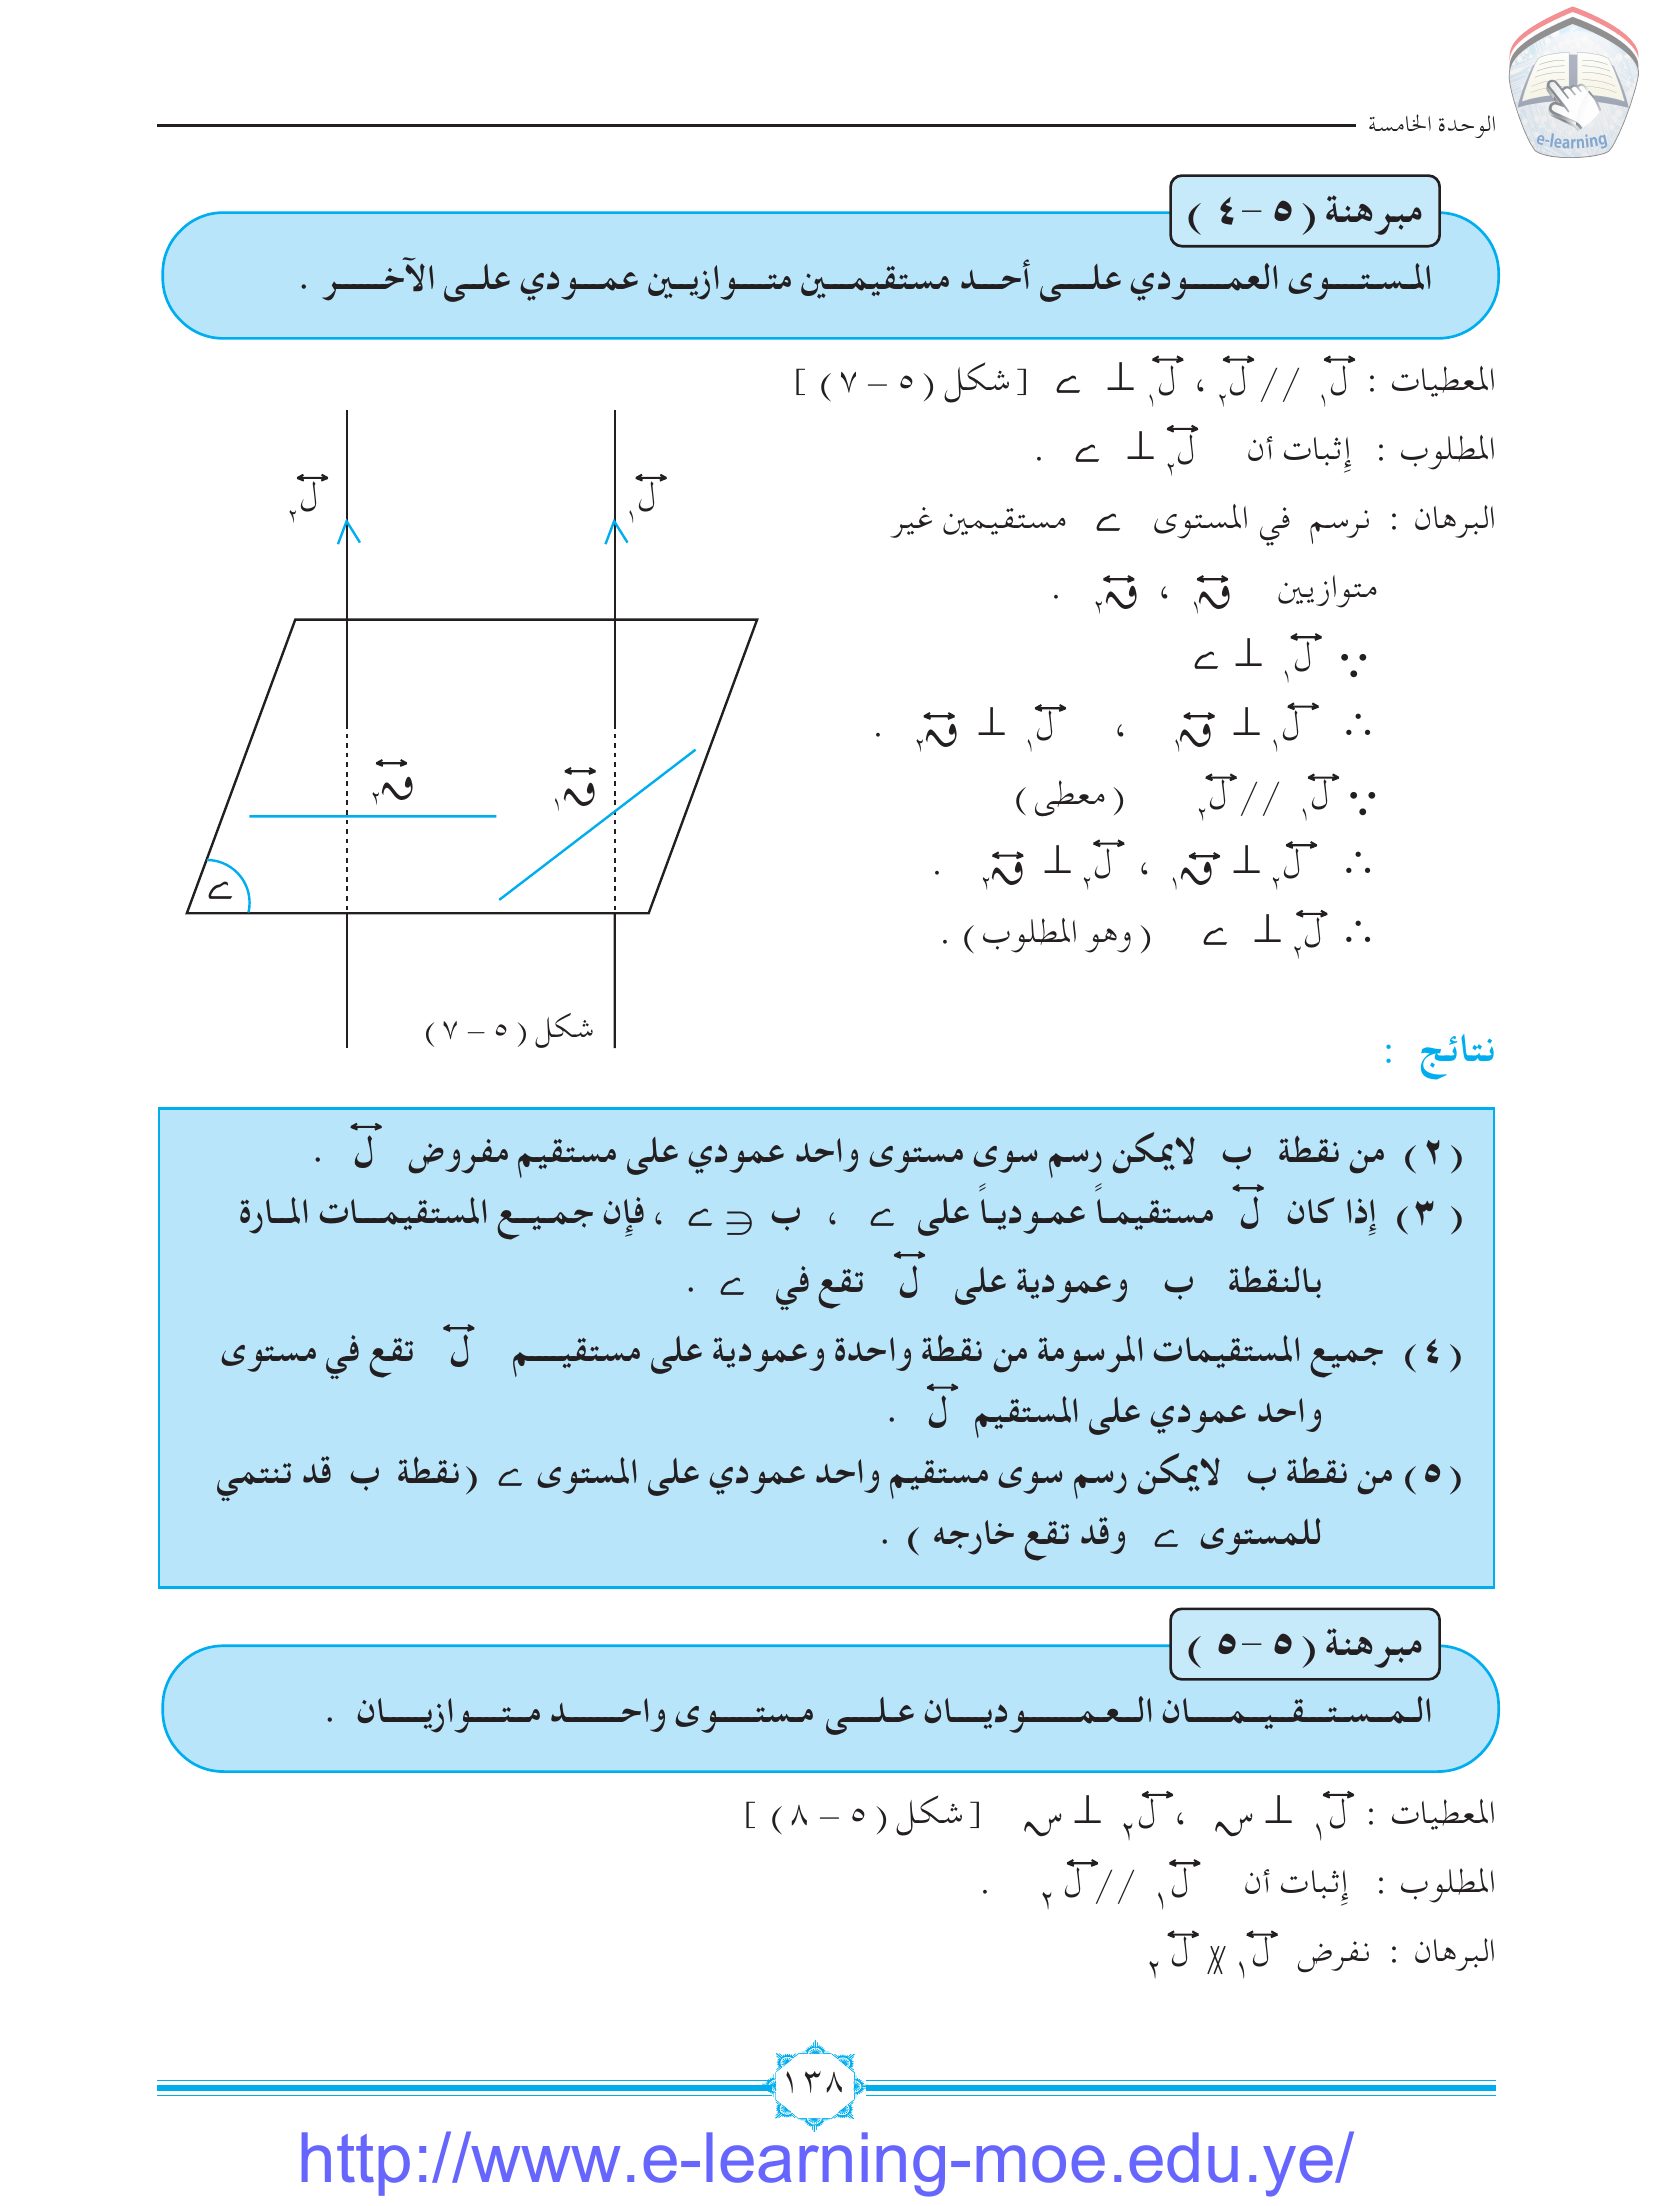 الوحدة الخامسة
e-learning
مبرهنة (٥-٤)
المستوى العمودي على أحد مستقيمين متوازيين عمودي على الآخر .
المعطيات : ل١ // ل٢ ، ل١ ⊥ ے [شكل (٥ – ٧)]
المطلوب : إثبات أن ل٢ ⊥ ے .
البرهان : نرسم في المستوى ے مستقيمين غير
متوازيين ق١ ، ق٢ .
∵ ل١ ⊥ ے
∴ ل١ ⊥ ق١ ، ل١ ⊥ ق٢ .
∵ ل١ // ل٢ (معطى)
∴ ل٢ ⊥ ق١ ، ل٢ ⊥ ق٢ .
∴ ل٢ ⊥ ے (وهو المطلوب) .
ل١
ل٢
ق١
ق٢
ے
شكل (٥ – ٧)
نتائج :
(٢) من نقطة ب لايمكن رسم سوى مستوى واحد عمودي على مستقيم مفروض ل .
(٣) إذا كان ل مستقيماً عمودياً على ے ، ب ∋ ے ، فإن جميع المستقيمات المارة
بالنقطة ب وعمودية على ل تقع في ے .
(٤) جميع المستقيمات المرسومة من نقطة واحدة وعمودية على مستقيم ل تقع في مستوى
واحد عمودي على المستقيم ل .
(٥) من نقطة ب لايمكن رسم سوى مستقيم واحد عمودي على المستوى ے (نقطة ب قد تنتمي
للمستوى ے وقد تقع خارجه ) .
مبرهنة (٥-٥)
المستقيمان العموديان على مستوى واحد متوازيان .
المعطيات : ل١ ⊥ س ، ل٢ ⊥ س [شكل (٥ – ٨)]
المطلوب : إثبات أن ل١ // ل٢ .
البرهان : نفرض ل١ ∦ ل٢
١٣٨
http://www.e-learning-moe.edu.ye/